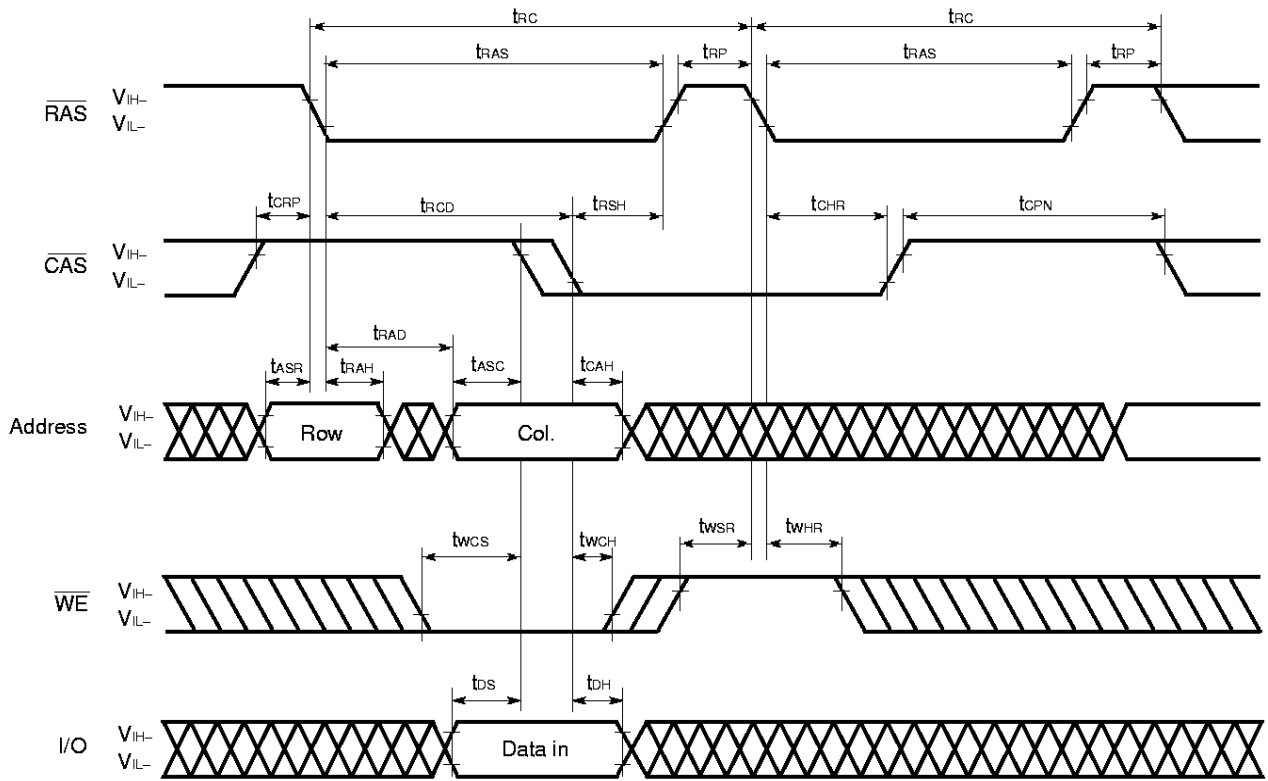 tRC tRC
tRAS tRP tRAS tRP
RAS VIH– VIL–
tCRP tRCD tRSH tCHR tCPN
CAS VIH– VIL–
tRAD
tASR tRAH tASC tCAH
Address VIH– VIL– Row Col.
tWCS tWCH tWSR tWHR
WE VIH– VIL–
tDS tDH
I/O VIH– VIL– Data in